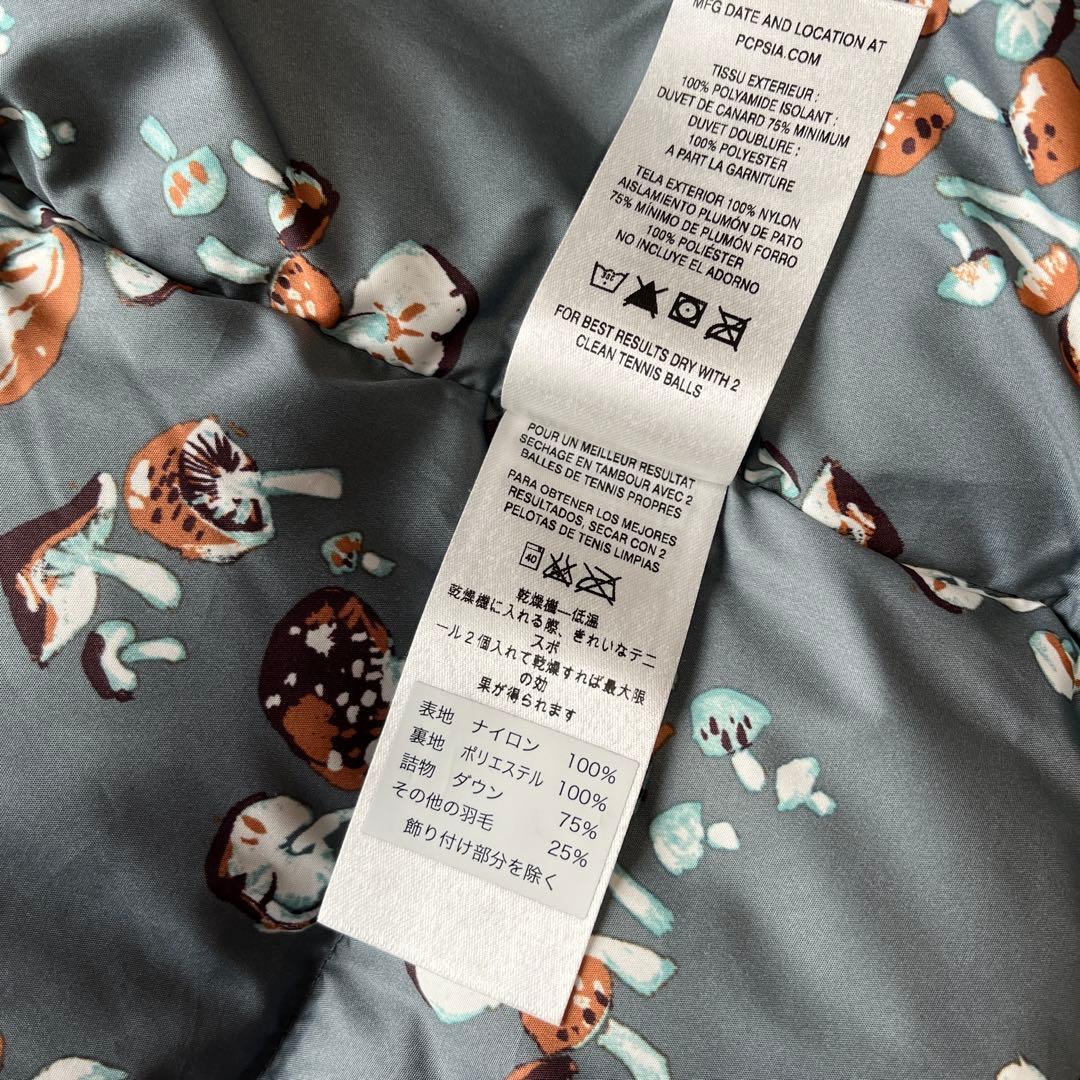 MFG DATE AND LOCATION AT
PCPSIA.COM
TISSU EXTERIEUR :
100% POLYAMIDE ISOLANT :
DUVET DE CANARD 75% MINIMUM
DUVET DOUBLURE :
100% POLYESTER
A PART LA GARNITURE
TELA EXTERIOR 100% NYLON
AISLAMIENTO PLUMÓN DE PATO
75% MÍNIMO DE PLUMÓN FORRO
100% POLIÉSTER
NO INCLUYE EL ADORNO
FOR BEST RESULTS DRY WITH 2
CLEAN TENNIS BALLS
POUR UN MEILLEUR RESULTAT
SECHAGE EN TAMBOUR AVEC 2
BALLES DE TENNIS PROPRES
PARA OBTENER LOS MEJORES
RESULTADOS, SECAR CON 2
PELOTAS DE TENIS LIMPIAS
40
乾燥機—低温
乾燥機に入れる際、きれいなテニ
スボ
ール2個入れて乾燥すれば最大限
の効
果が得られます
表地 ナイロン 100%
裏地 ポリエステル 100%
詰物 ダウン 75%
その他の羽毛 25%
飾り付け部分を除く